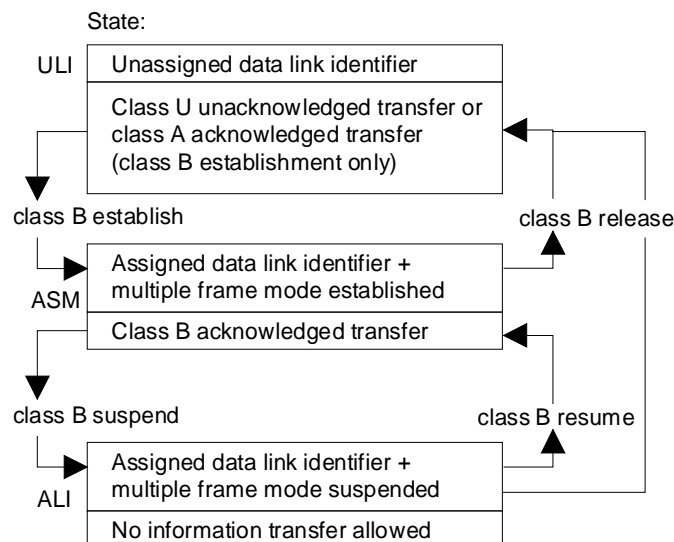 State:
ULI
Unassigned data link identifier
Class U unacknowledged transfer or
class A acknowledged transfer
(class B establishment only)
class B establish
class B release
Assigned data link identifier +
multiple frame mode established
ASM
Class B acknowledged transfer
class B suspend
class B resume
Assigned data link identifier +
multiple frame mode suspended
ALI
No information transfer allowed